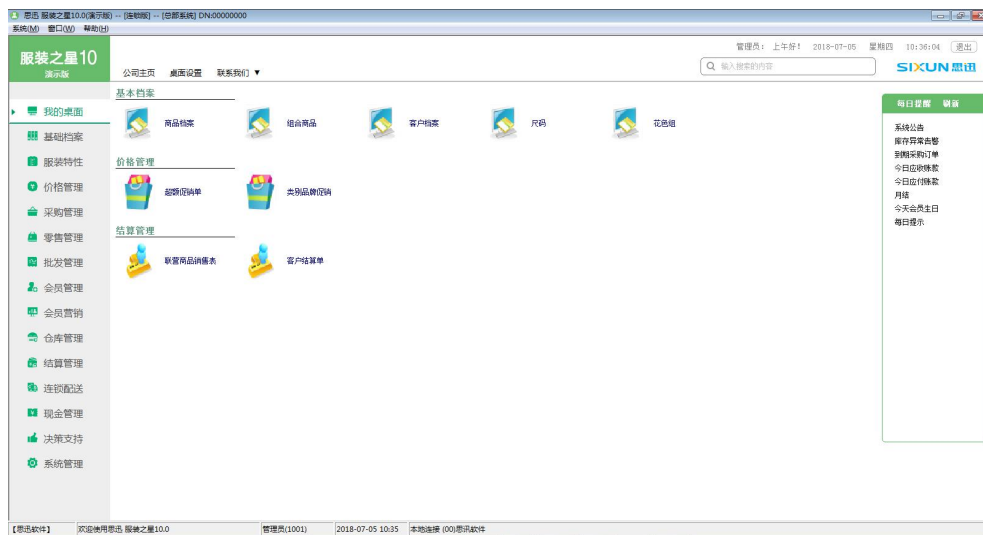 思迅 服装之星10.0(演示版) -- [连锁版] -- [总部系统] DN:00000000
系统(M) 窗口(W) 帮助(H)
服装之星10
演示版
管理员： 上午好！ 2018-07-05 星期四 10:36:04 退出
公司主页 桌面设置 联系我们 ▼
输入搜索的内容
SIXUN 思迅
我的桌面
基础档案
服装特性
价格管理
采购管理
零售管理
批发管理
会员管理
会员营销
仓库管理
结算管理
连锁配送
现金管理
决策支持
系统管理
基本档案
商品档案 组合商品 客户档案 尺码 花色组
价格管理
超额促销单 类别品牌促销
结算管理
联营商品销售表 客户结算单
每日提醒 刷新
系统公告
库存异常告警
到期采购订单
今日应收账款
今日应付账款
月结
今天会员生日
每日提示
【思迅软件】 欢迎使用思迅 服装之星10.0 管理员(1001) 2018-07-05 10:35 本地连接 (00)思讯软件